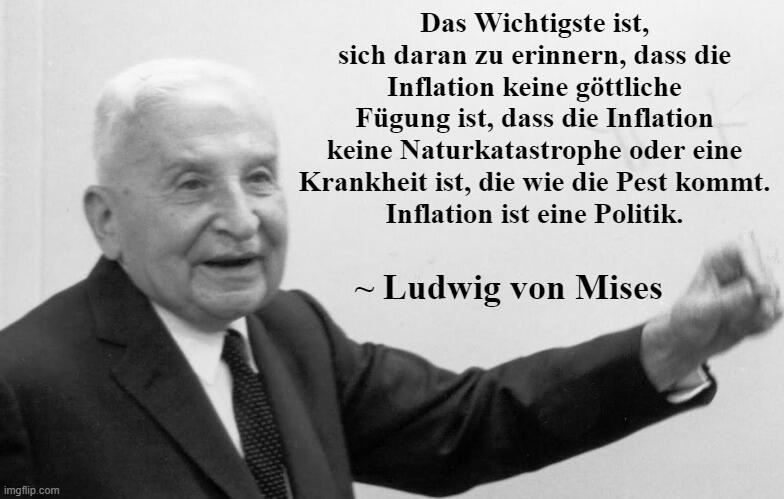 Das Wichtigste ist,
sich daran zu erinnern, dass die
Inflation keine göttliche
Fügung ist, dass die Inflation
keine Naturkatastrophe oder eine
Krankheit ist, die wie die Pest kommt.
Inflation ist eine Politik.
~ Ludwig von Mises
imgflip.com